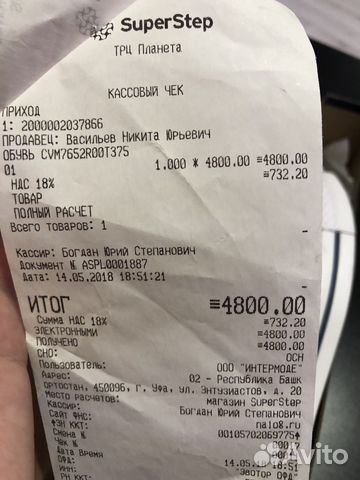 SuperStep
ТРЦ Планета
КАССОВЫЙ ЧЕК
ПРИХОД
1: 2000002037866
ПРОДАВЕЦ: Васильев Никита Юрьевич
ОБУВЬ CVM7652R00T375
01 1.000 * 4800.00 =4800.00
НДС 18% =732.20
ТОВАР
ПОЛНЫЙ РАСЧЕТ
Всего товаров: 1
Кассир: Богдан Юрий Степанович
Документ № ASPL0001887
Дата: 14.05.2018 18:51:21
ИТОГ =4800.00
Сумма НДС 18% =732.20
ЭЛЕКТРОННЫМИ =4800.00
ПОЛУЧЕНО =4800.00
СНО: ОСН
Пользователь: ООО "ИНТЕРМОДЕ"
Адрес: 02 - Республика Башк
ортостан, 450096, г. Уфа, ул. Энтузиастов, д. 20
Место расчетов: магазин SuperStep
Кассир: Богдан Юрий Степанович
Сайт ФНС: nalog.ru
ФЗН ККТ: 0010570206977
Смена №
Чек №
Дата Время 14.05.2018 18:51
ОФД:
ИНН:
РН ККТ:
Avito